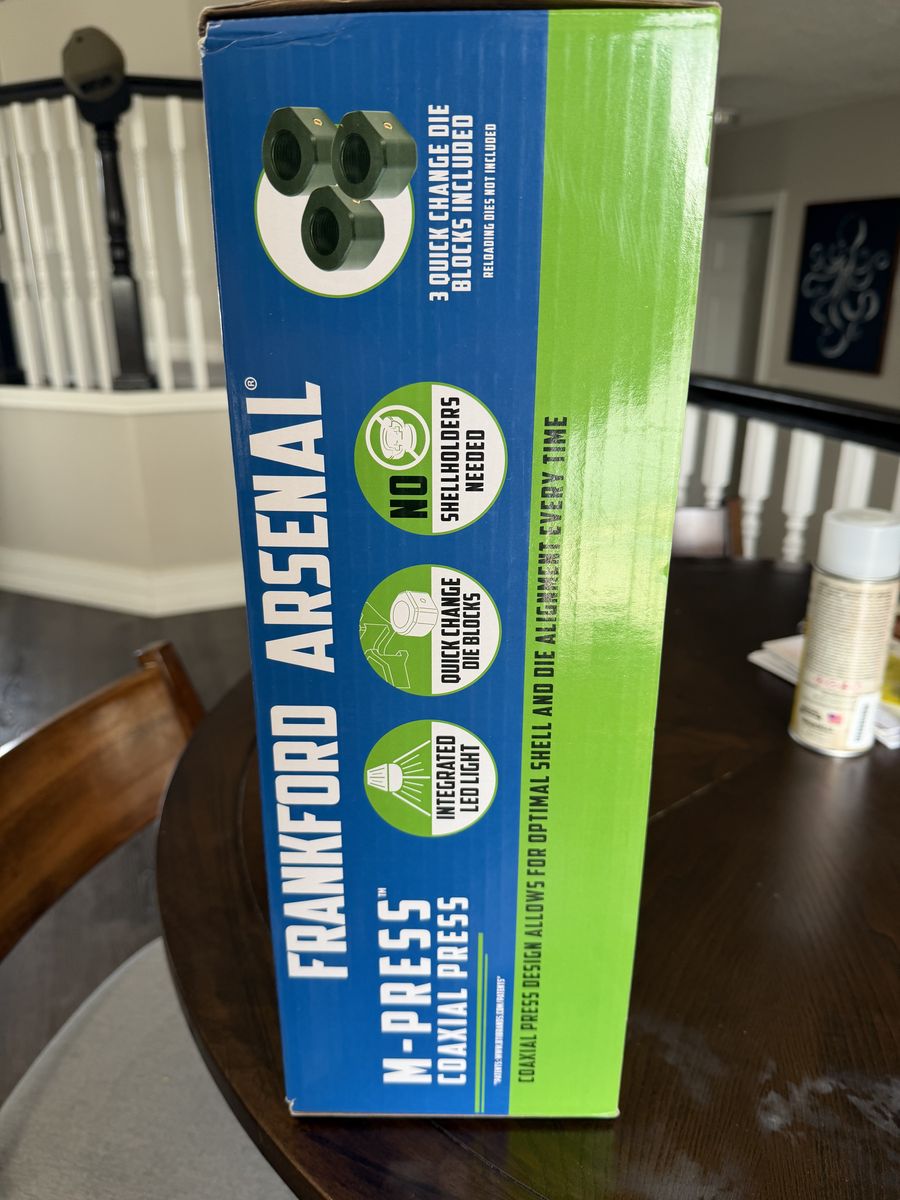 FRANKFORD ARSENAL®
M-PRESS™
COAXIAL PRESS
INTEGRATED
LED LIGHT
QUICK CHANGE
DIE BLOCKS
NO
SHELLHOLDERS
NEEDED
3 QUICK CHANGE DIE
BLOCKS INCLUDED
RELOADING DIES NOT INCLUDED
COAXIAL PRESS DESIGN ALLOWS FOR OPTIMAL SHELL AND DIE ALIGNMENT EVERY TIME